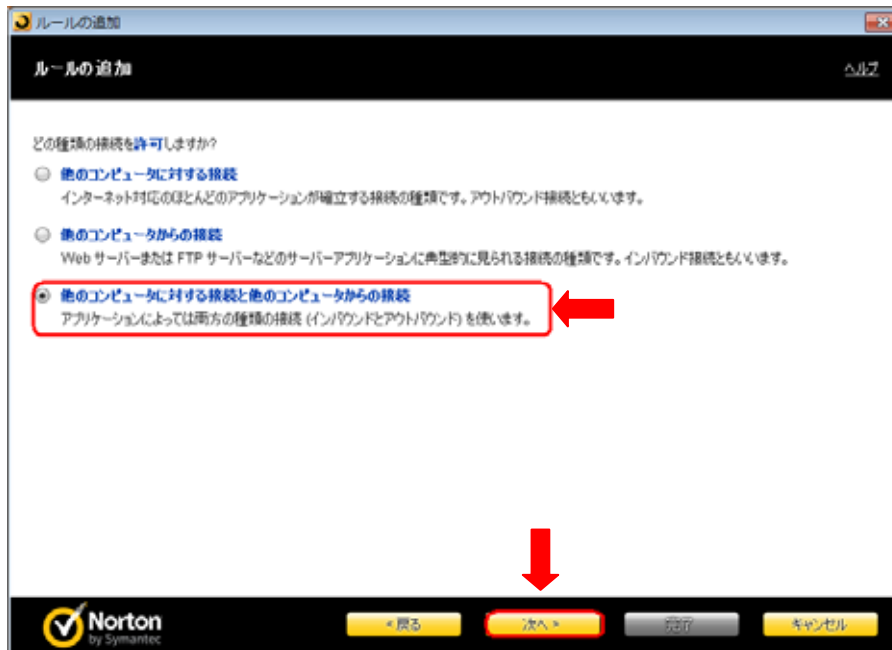 ルールの追加
ルールの追加
ヘルプ
どの種類の接続を許可しますか?
他のコンピュータに対する接続
インターネット対応のほとんどのアプリケーションが確立する接続の種類です。アウトバウンド接続ともいいます。
他のコンピュータからの接続
Web サーバーまたは FTP サーバーなどのサーバーアプリケーションに典型的に見られる接続の種類です。インバウンド接続ともいいます。
他のコンピュータに対する接続と他のコンピュータからの接続
アプリケーションによっては両方の種類の接続 (インバウンドとアウトバウンド) を使います。
Norton
by Symantec
< 戻る
次へ >
完了
キャンセル